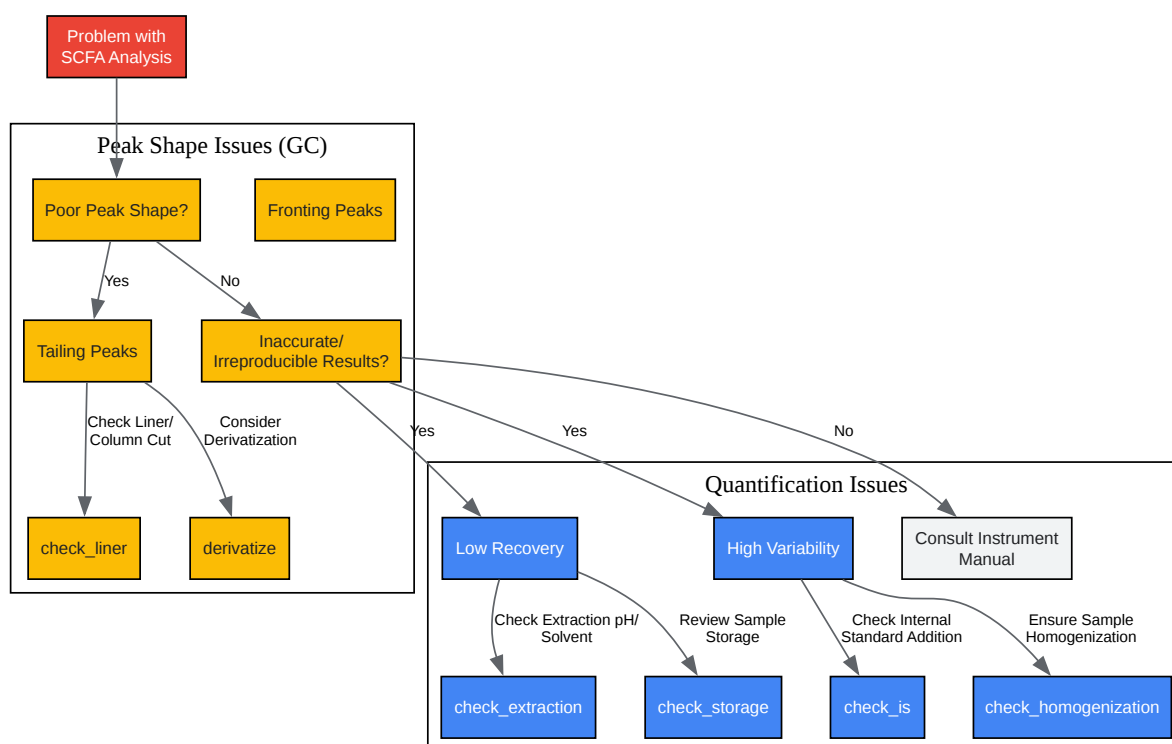 Problem with
SCFA Analysis
Peak Shape Issues (GC)
Poor Peak Shape?
Fronting Peaks
Yes
No
Tailing Peaks
Inaccurate/
Irreproducible Results?
Check Liner/
Column Cut
Consider
Derivatization
Yes
Yes
No
Quantification Issues
check_liner
derivatize
Low Recovery
High Variability
Consult Instrument
Manual
Check Extraction pH/
Solvent
Review Sample
Storage
Check Internal
Standard Addition
Ensure Sample
Homogenization
check_extraction
check_storage
check_is
check_homogenization